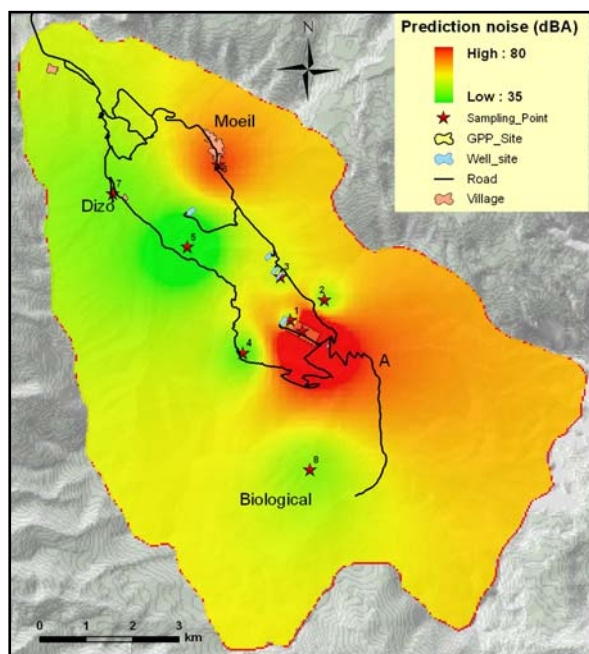 Prediction noise (dBA)
High : 80
Low : 35
Sampling_Point
GPP_Site
Well_site
Road
Village
N
Moeil
6
7
Dizo
5
3
2
1
4
A
8
Biological
0 1 2 3
km